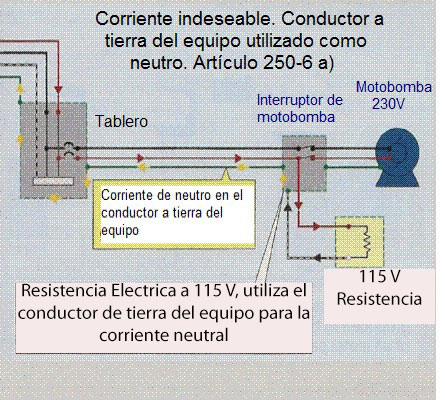 Corriente indeseable. Conductor a
tierra del equipo utilizado como
neutro. Artículo 250-6 a)
Motobomba
230V
Interruptor de
motobomba
Tablero
Corriente de neutro en el
conductor a tierra del
equipo
115 V
Resistencia
Resistencia Electrica a 115 V, utiliza el
conductor de tierra del equipo para la
corriente neutral